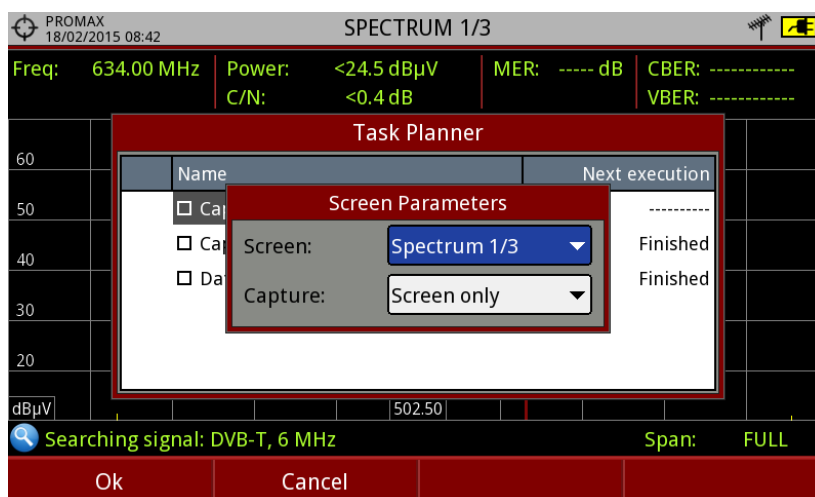 PROMAX
18/02/2015 08:42
SPECTRUM 1/3
Freq: 634.00 MHz Power: <24.5 dBµV MER: ----- dB CBER: ------------
C/N: <0.4 dB VBER: ------------
Task Planner
Name Next execution
Screen Parameters
----------
Screen: Spectrum 1/3
Finished
Capture: Screen only
Finished
60
50
40
30
20
dBµV 502.50
Searching signal: DVB-T, 6 MHz Span: FULL
Ok Cancel